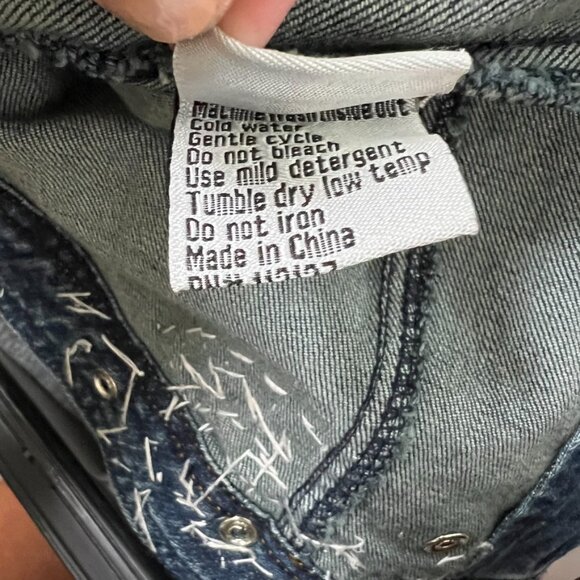 Machine wash inside out
Cold water
Gentle cycle
Do not bleach
Use mild detergent
Tumble dry low temp
Do not iron
Made in China